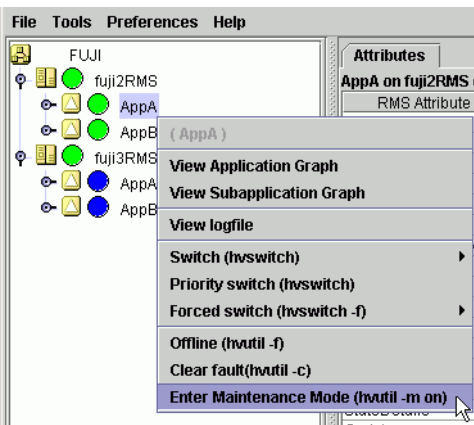 File Tools Preferences Help
FUJI
fuji2RMS
AppA
AppB
fuji3RMS
AppA
AppB
Attributes
AppA on fuji2RMS
RMS Attribute
( AppA )
View Application Graph
View Subapplication Graph
View logfile
Switch (hvswitch)
Priority switch (hvswitch)
Forced switch (hvswitch -f)
Offline (hvutil -f)
Clear fault(hvutil -c)
Enter Maintenance Mode (hvutil -m on)
StateDetails